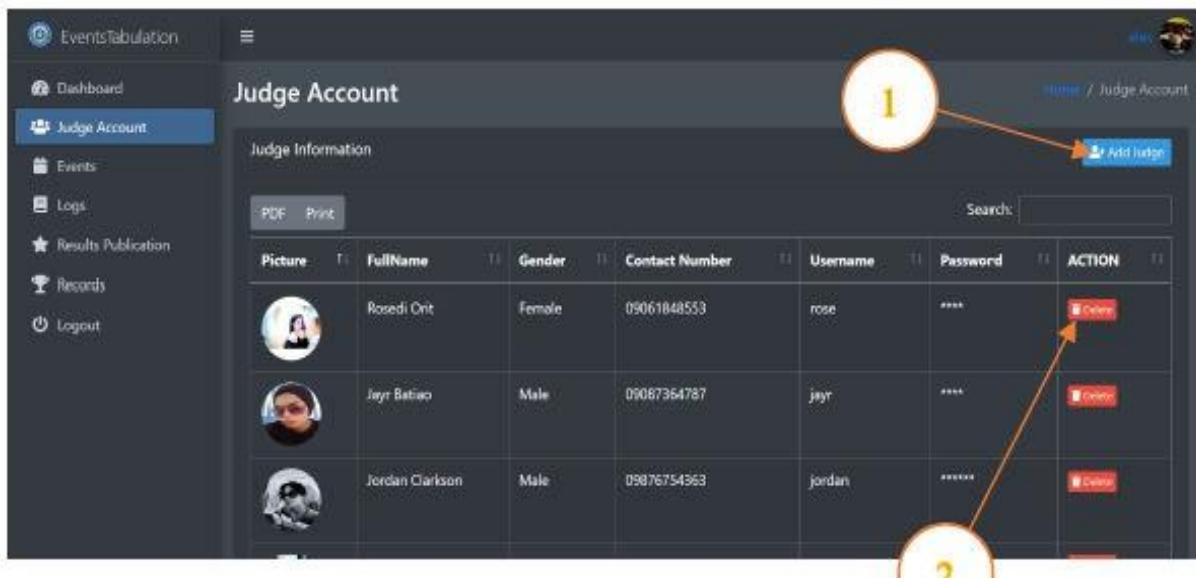 EventsTabulation
Dashboard
Judge Account
Events
Logs
Results Publication
Records
Logout
Judge Account
Home / Judge Account
1
Judge Information
Add Judge
PDF Print
Search:
Picture FullName Gender Contact Number Username Password ACTION
Rosedi Orit Female 09061848553 rose **** Delete
Jayr Batiao Male 09087364787 jayr **** Delete
Jordan Clarkson Male 09876754363 jordan ****** Delete
2